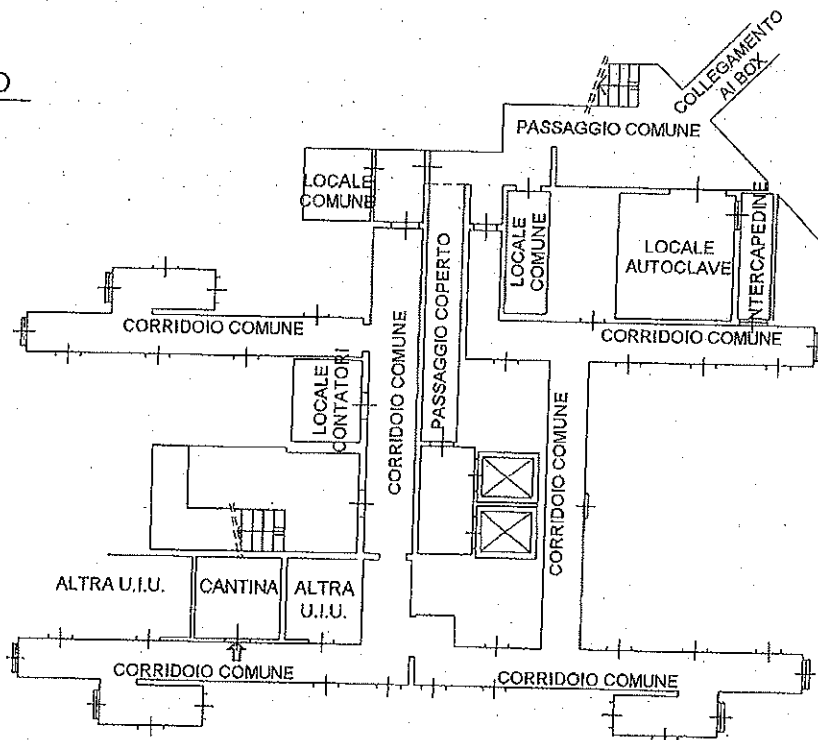 O
COLLEGAMENTO
AI BOX
PASSAGGIO COMUNE
LOCALE
COMUNE
LOCALE
COMUNE
LOCALE
AUTOCLAVE
INTERCAPEDINE
PASSAGGIO COPERTO
CORRIDOIO COMUNE
CORRIDOIO COMUNE
CORRIDOIO COMUNE
LOCALE
CONTATORI
CORRIDOIO COMUNE
ALTRA U.I.U.
CANTINA
ALTRA
U.I.U.
CORRIDOIO COMUNE
CORRIDOIO COMUNE